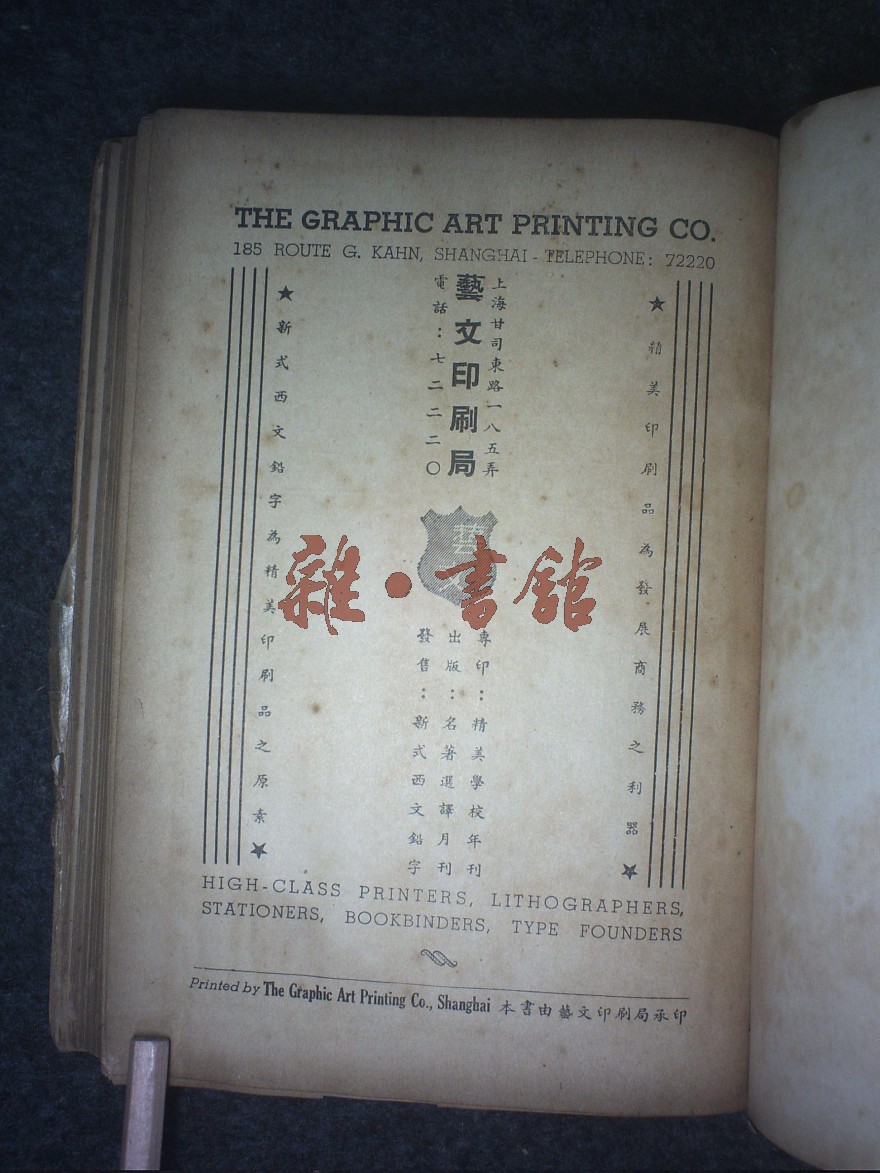 THE GRAPHIC ART PRINTING CO.
185 ROUTE G. KAHN, SHANGHAI - TELEPHONE: 72220
★精美印刷品為發展商務之利器★
上海甘司東路一八五弄
藝文印刷局
電話：七二二二〇
★新式西文鉛字為精美印刷品之原素★
藝文
雜·書館
專印：精美學校年刊
出版：名著選譯月刊
發售：新式西文鉛字
HIGH-CLASS PRINTERS, LITHOGRAPHERS,
STATIONERS, BOOKBINDERS, TYPE FOUNDERS
Printed by The Graphic Art Printing Co., Shanghai 本書由藝文印刷局承印